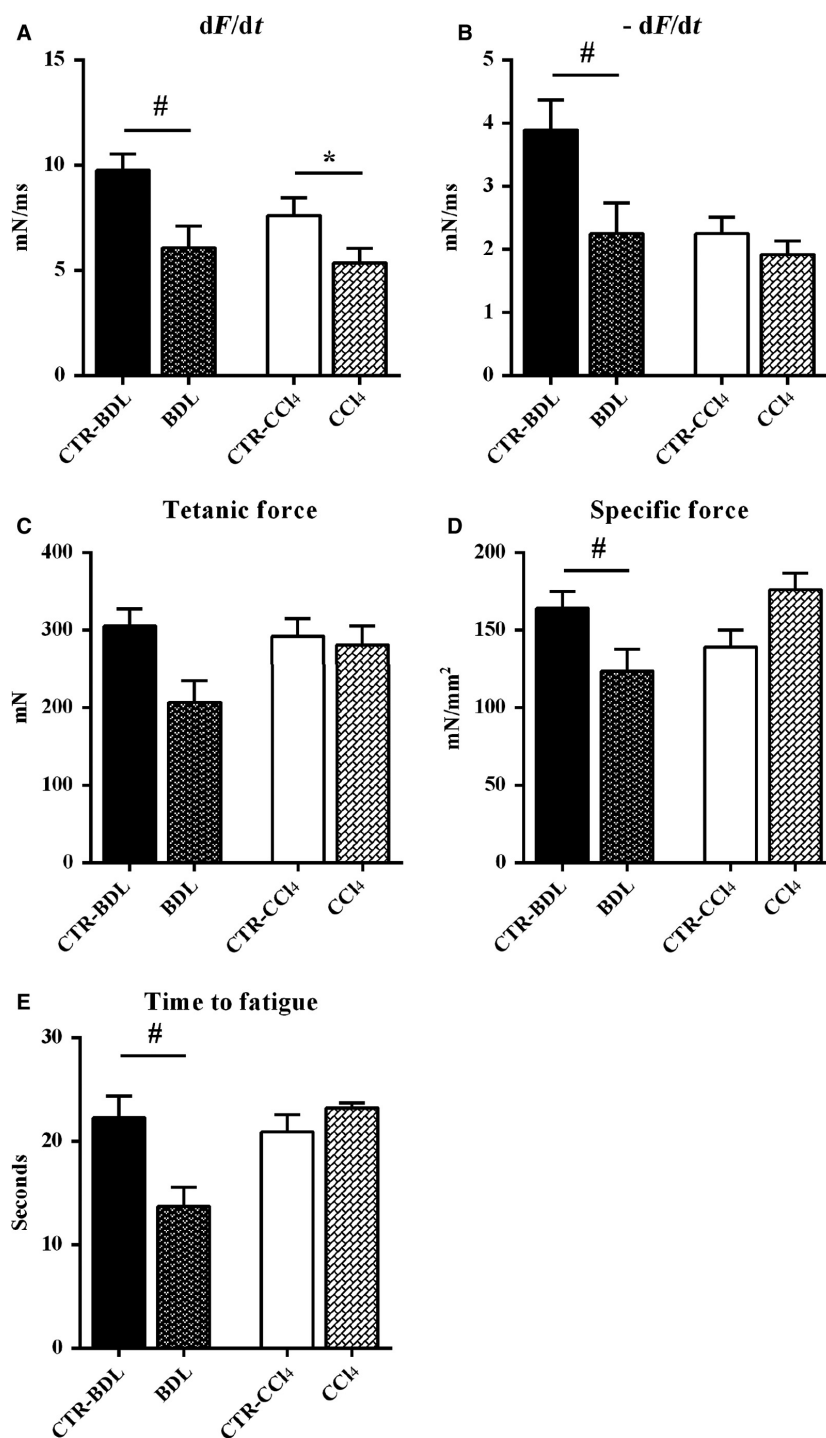 A
dF/dt
15
10
5
0
mN/ms
#
*
CTR-BDL
BDL
CTR-CCl4
CCl4
B
- dF/dt
5
4
3
2
1
0
mN/ms
#
CTR-BDL
BDL
CTR-CCl4
CCl4
C
Tetanic force
400
300
200
100
0
mN
CTR-BDL
BDL
CTR-CCl4
CCl4
D
Specific force
200
150
100
50
0
mN/mm²
#
CTR-BDL
BDL
CTR-CCl4
CCl4
E
Time to fatigue
30
20
10
0
Seconds
#
CTR-BDL
BDL
CTR-CCl4
CCl4